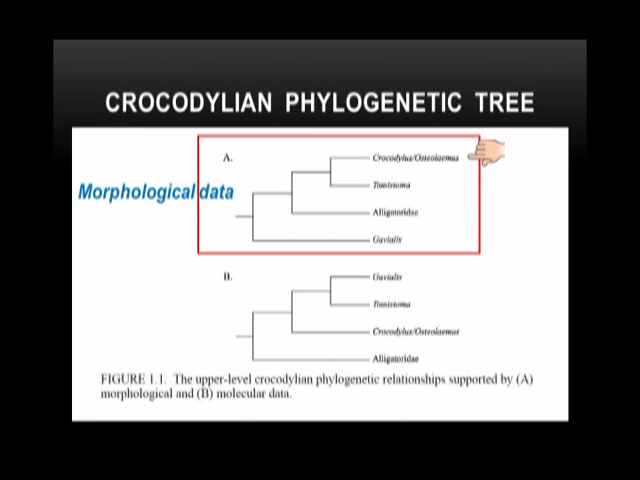 CROCODYLIAN PHYLOGENETIC TREE
A.
Crocodylus/Osteolaemus
Morphological data
Tomistoma
Alligatoridae
Gavialis
B.
Gavialis
Tomistoma
Crocodylus/Osteolaemus
Alligatoridae
FIGURE 1.1. The upper-level crocodylian phylogenetic relationships supported by (A)
morphological and (B) molecular data.